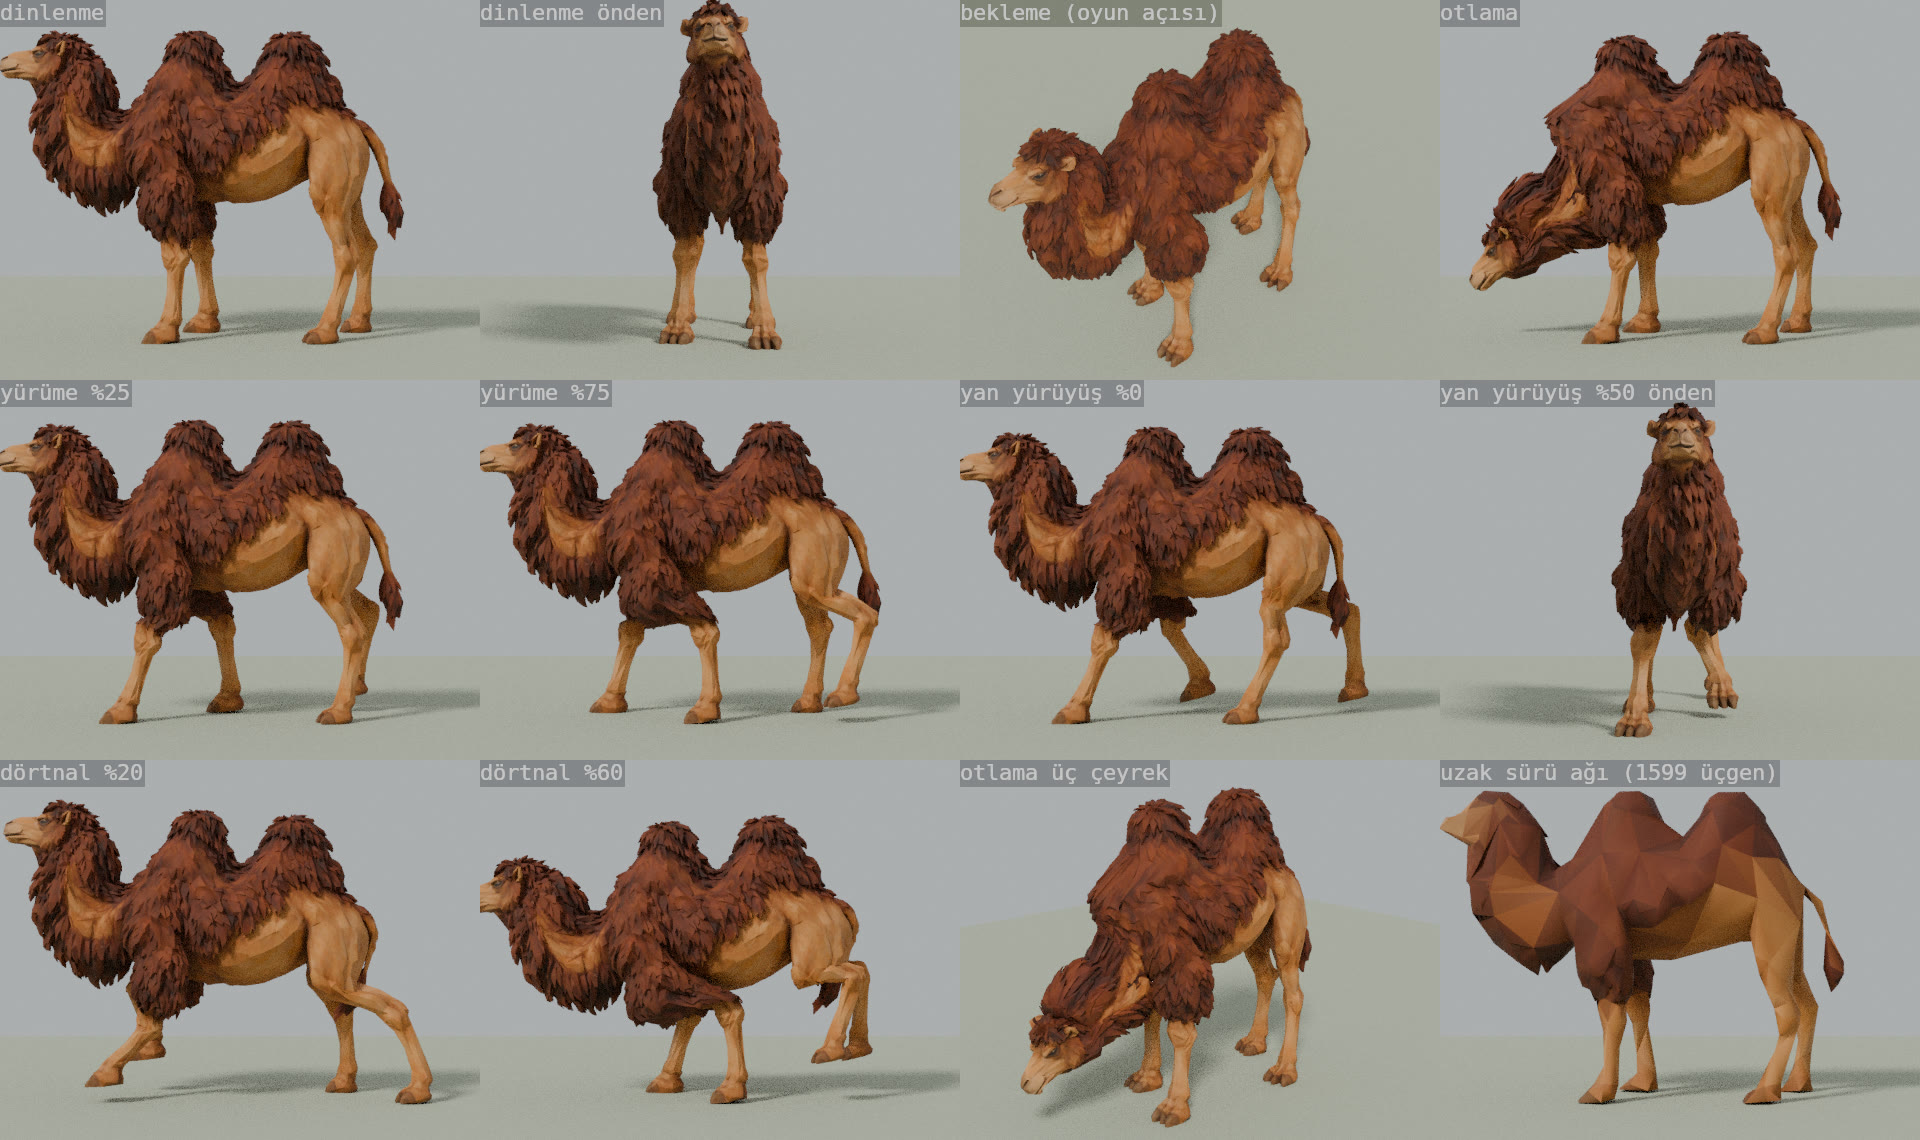 dinlenme
dinlenme önden
bekleme (oyun açısı)
otlama
yürüme %25
yürüme %75
yan yürüyüş %0
yan yürüyüş %50 önden
dörtnal %20
dörtnal %60
otlama üç çeyrek
uzak sürü ağı (1599 üçgen)